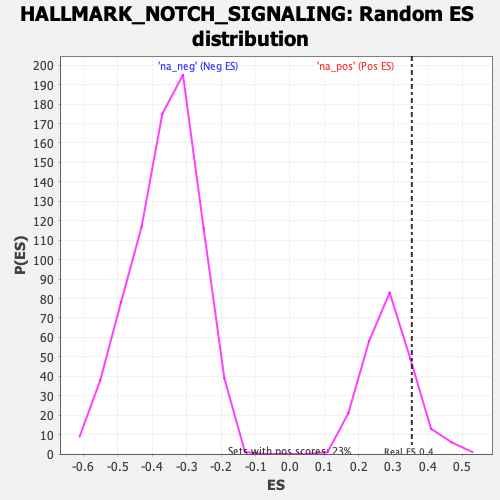 HALLMARK_NOTCH_SIGNALING: Random ES
distribution
'na_neg' (Neg ES)
'na_pos' (Pos ES)
200
190
180
170
160
150
140
130
120
110
100
90
80
70
60
50
40
30
20
10
0
P(ES)
Sets with pos scores: 23%
Real ES 0.4
-0.6 -0.5 -0.4 -0.3 -0.2 -0.1 0.0 0.1 0.2 0.3 0.4 0.5
ES